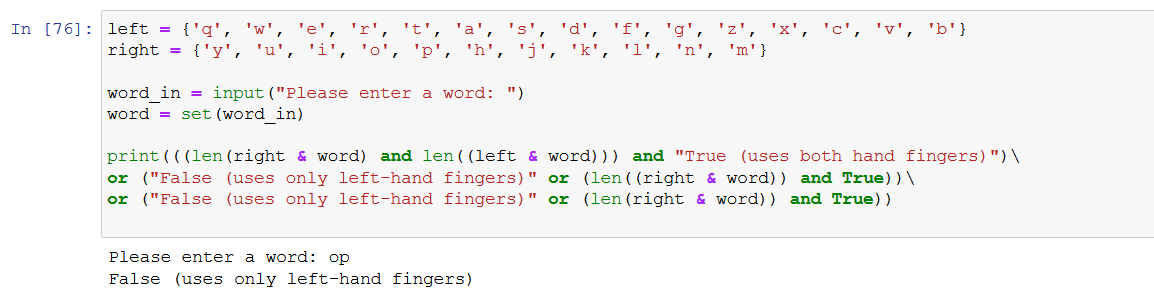 In [76]: left = {'q', 'w', 'e', 'r', 't', 'a', 's', 'd', 'f', 'g', 'z', 'x', 'c', 'v', 'b'}
right = {'y', 'u', 'i', 'o', 'p', 'h', 'j', 'k', 'l', 'n', 'm'}
word_in = input("Please enter a word: ")
word = set(word_in)
print(((len(right & word) and len((left & word))) and "True (uses both hand fingers)")\
or ("False (uses only left-hand fingers)" or (len((right & word)) and True))\
or ("False (uses only left-hand fingers)" or (len(right & word)) and True))
Please enter a word: op
False (uses only left-hand fingers)